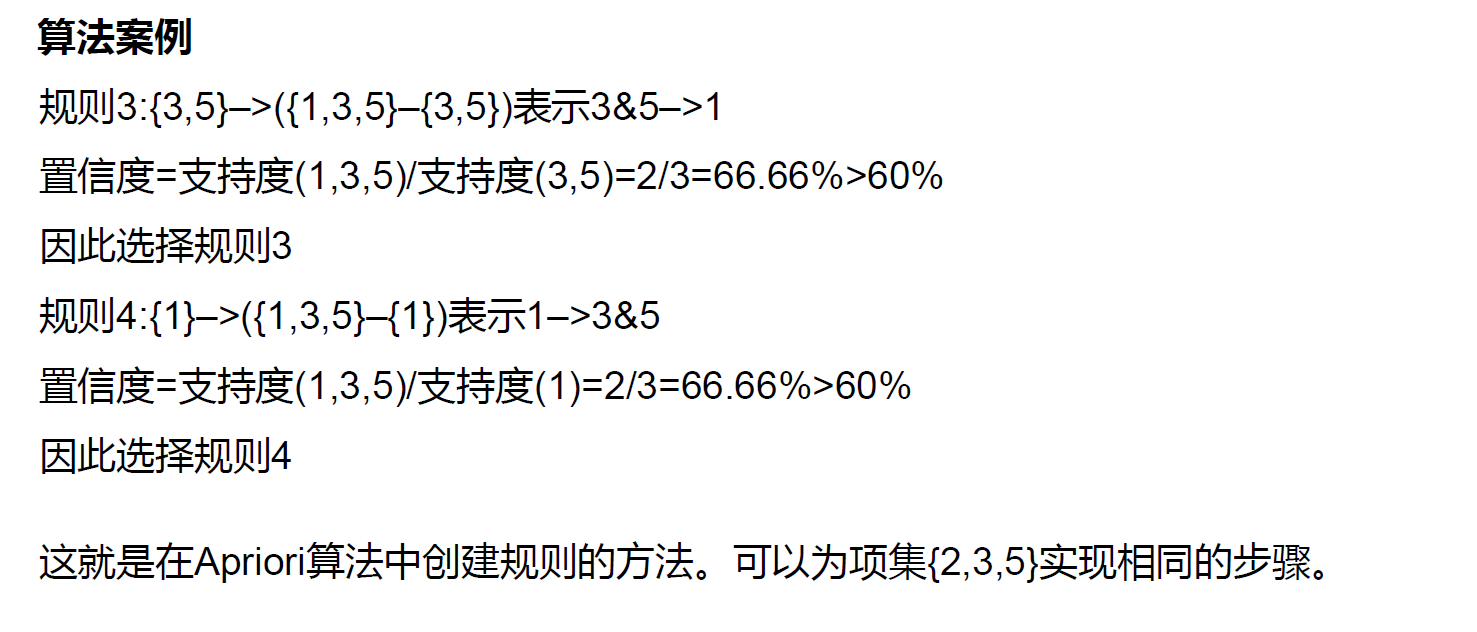 算法案例
规则3:{3,5}–>({1,3,5}–{3,5})表示3&5–>1
置信度=支持度(1,3,5)/支持度(3,5)=2/3=66.66%>60%
因此选择规则3
规则4:{1}–>({1,3,5}–{1})表示1–>3&5
置信度=支持度(1,3,5)/支持度(1)=2/3=66.66%>60%
因此选择规则4
这就是在Apriori算法中创建规则的方法。可以为项集{2,3,5}实现相同的步骤。